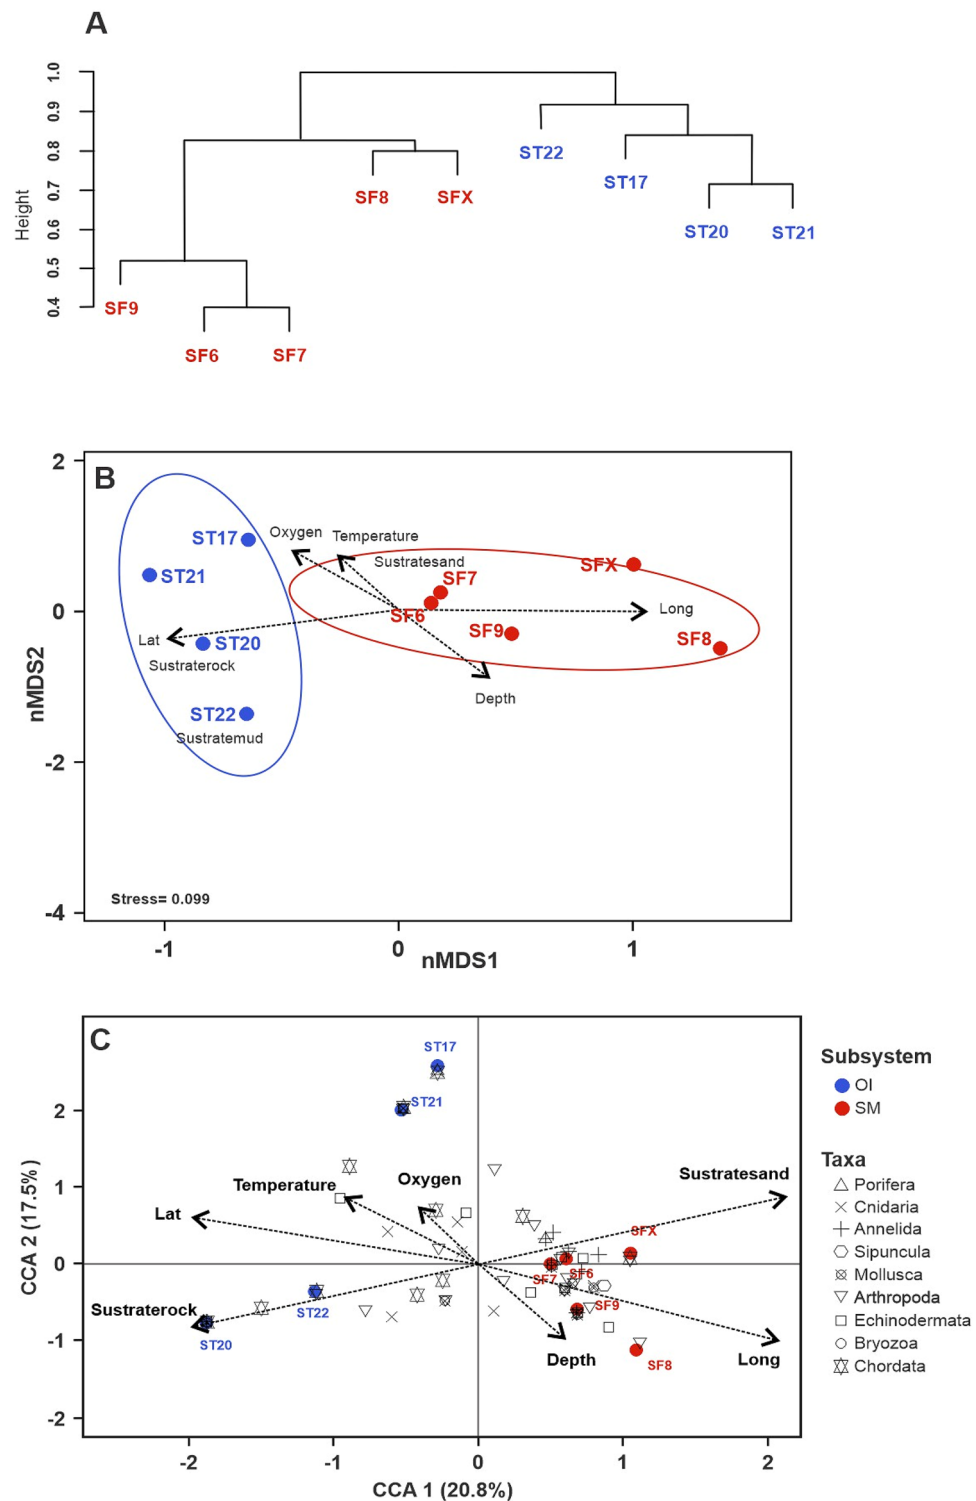 A
Height
1.0
0.9
0.8
0.7
0.6
0.5
0.4
ST22
ST17
SF8
SFX
ST20
ST21
SF9
SF6
SF7
B
nMDS2
2
0
-2
-4
ST17
Oxygen
Temperature
Sustratesand
SFX
ST21
SF7
SF6
Long
Lat
ST20
SF9
SF8
Sustraterock
Depth
ST22
Sustratemud
Stress= 0.099
-1
0
1
nMDS1
C
CCA 2 (17.5% )
2
1
0
-1
-2
ST17
ST21
Temperature
Oxygen
Sustratesand
Lat
SFX
SF7
SF6
Sustraterock
ST22
SF9
ST20
Depth
SF8
Long
-2
-1
0
1
2
CCA 1 (20.8%)
Subsystem
OI
SM
Taxa
Porifera
Cnidaria
Annelida
Sipuncula
Mollusca
Arthropoda
Echinodermata
Bryozoa
Chordata